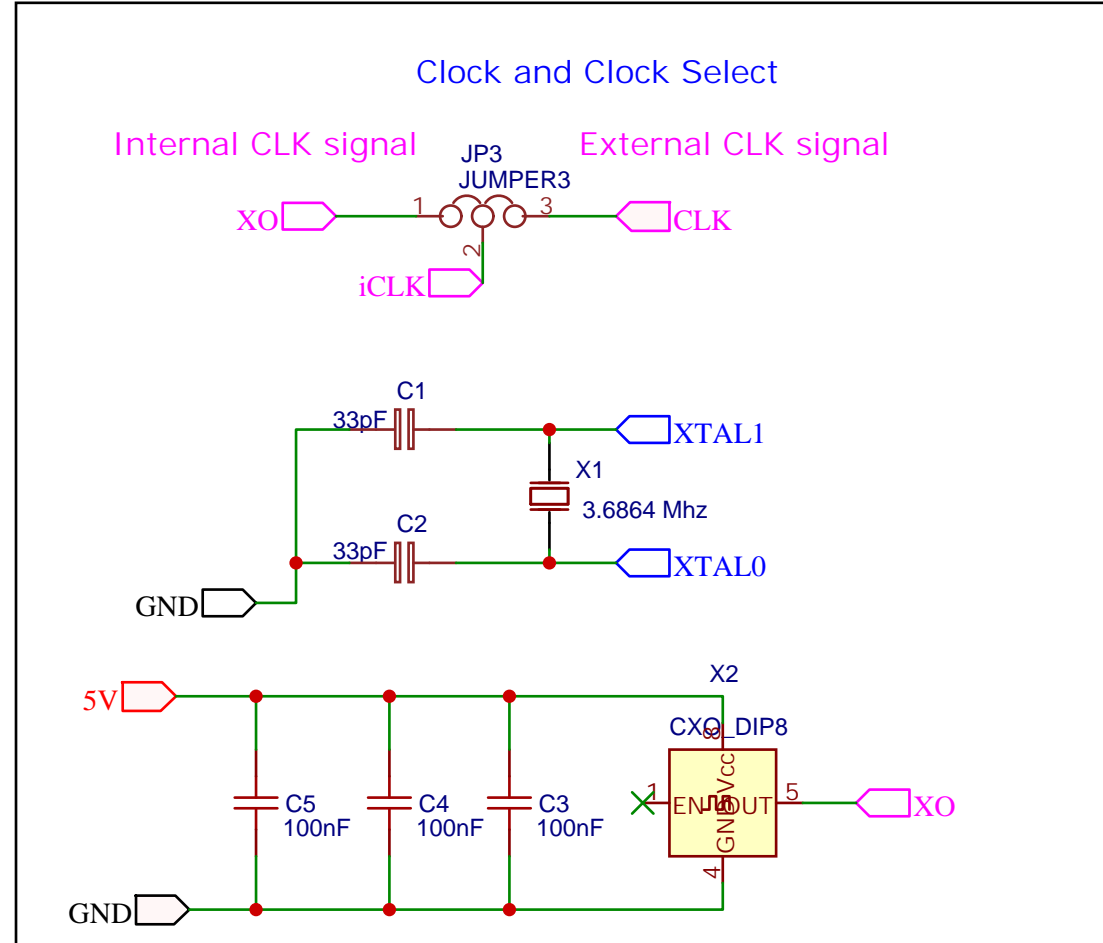 Clock and Clock Select
Internal CLK signal
External CLK signal
JP3
JUMPER3
XO
1
3
CLK
2
iCLK
C1
33pF
XTAL1
X1
3.6864 Mhz
C2
33pF
XTAL0
GND
X2
5V
CXO_DIP8
8
Vcc
C5
100nF
C4
100nF
C3
100nF
1
EN
OUT
5
XO
GND
4
GND